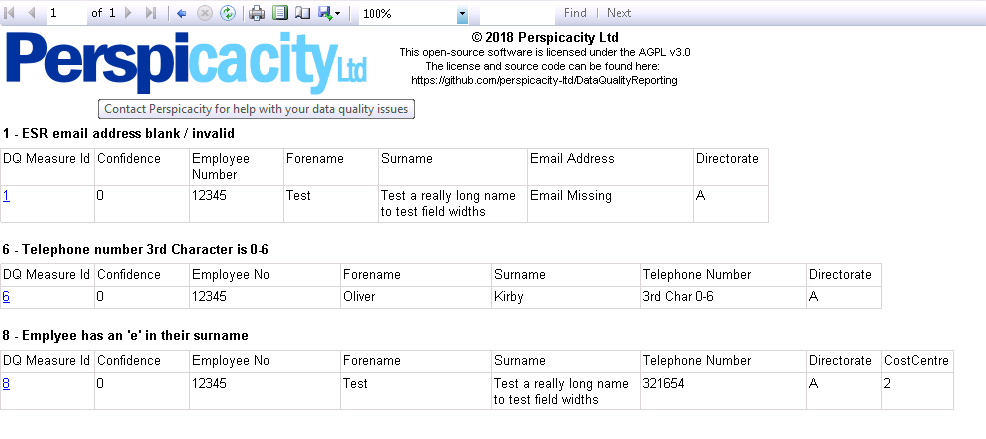 1 of 1 100% Find | Next
Perspicacity Ltd
© 2018 Perspicacity Ltd
This open-source software is licensed under the AGPL v3.0
The license and source code can be found here:
https://github.com/perspicacity-ltd/DataQualityReporting
Contact Perspicacity for help with your data quality issues
1 - ESR email address blank / invalid
DQ Measure Id Confidence Employee Forename Surname Email Address Directorate
Number
1 0 12345 Test Test a really long name Email Missing A
to test field widths
6 - Telephone number 3rd Character is 0-6
DQ Measure Id Confidence Employee No Forename Surname Telephone Number Directorate
6 0 12345 Oliver Kirby 3rd Char 0-6 A
8 - Emplyee has an 'e' in their surname
DQ Measure Id Confidence Employee No Forename Surname Telephone Number Directorate CostCentre
8 0 12345 Test Test a really long name 321654 A 2
to test field widths